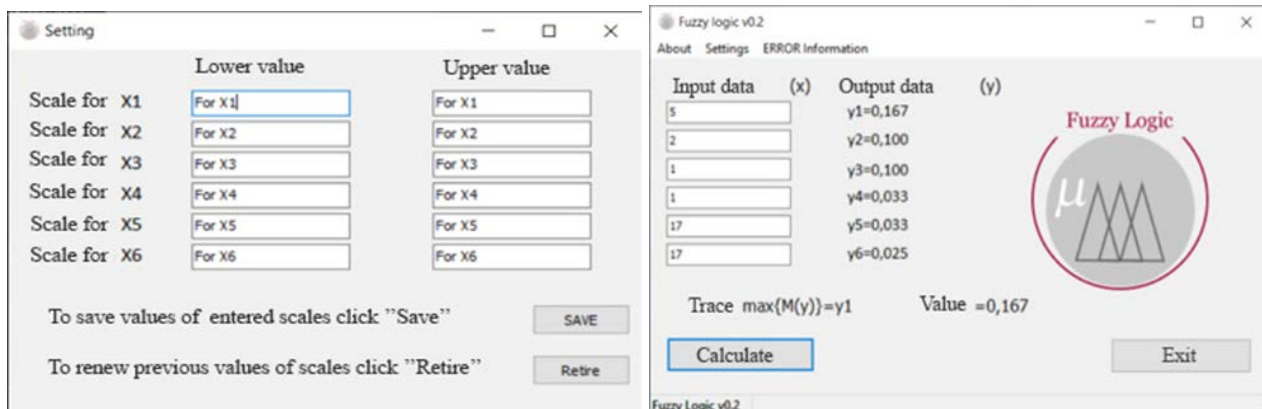 Setting
Lower value Upper value
Scale for X1 For X1 For X1
Scale for X2 For X2 For X2
Scale for X3 For X3 For X3
Scale for X4 For X4 For X4
Scale for X5 For X5 For X5
Scale for X6 For X6 For X6
To save values of entered scales click ”Save” SAVE
To renew previous values of scales click ”Retire” Retire
Fuzzy logic v0.2
About Settings ERROR Information
Input data (x) Output data (y)
5 y1=0,167
2 y2=0,100
1 y3=0,100
1 y4=0,033
17 y5=0,033
17 y6=0,025
Fuzzy Logic
μ
Trace max{M(y)}=y1 Value =0,167
Calculate Exit
Fuzzy Logic v0.2